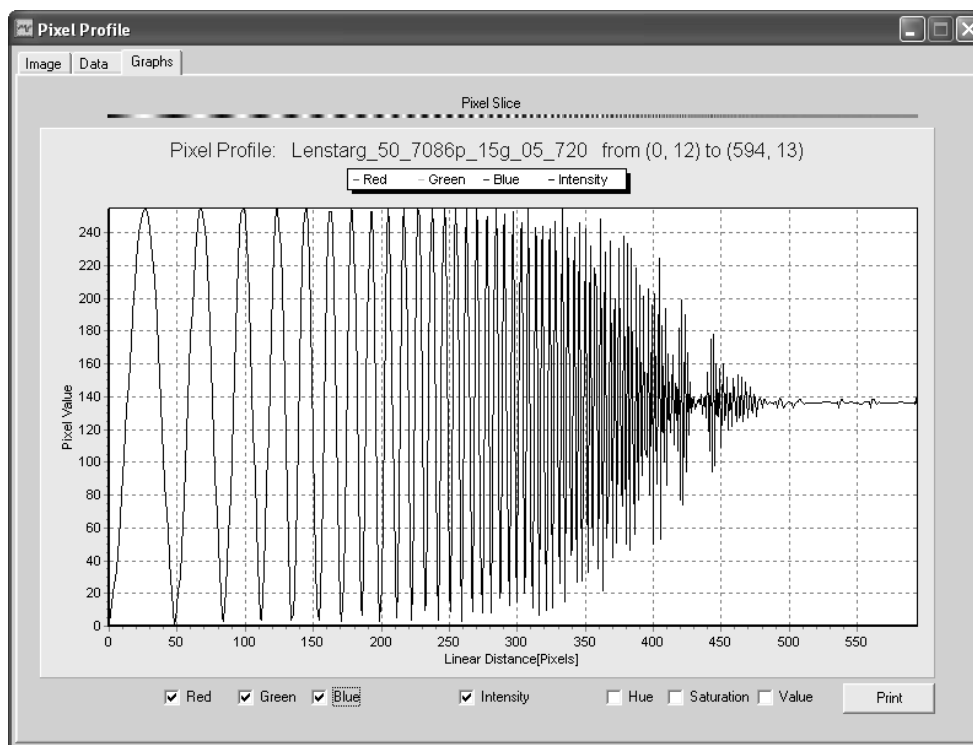 Pixel Profile
Image Data Graphs
Pixel Slice
Pixel Profile: Lenstarg_50_7086p_15g_05_720 from (0, 12) to (594, 13)
Red Green Blue Intensity
240
220
200
180
160
140
120
100
80
60
40
20
0
Pixel Value
0 50 100 150 200 250 300 350 400 450 500 550
Linear Distance[Pixels]
Red Green Blue Intensity Hue Saturation Value Print